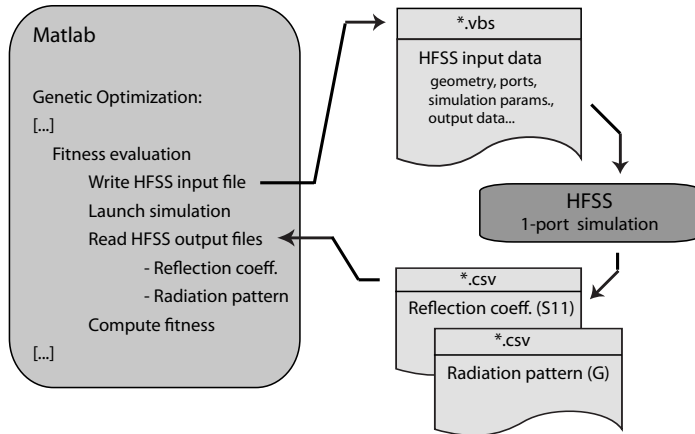 Matlab
Genetic Optimization:
[...]
Fitness evaluation
Write HFSS input file
Launch simulation
Read HFSS output files
- Reflection coeff.
- Radiation pattern
Compute fitness
[...]
*.vbs
HFSS input data
geometry, ports,
simulation params.,
output data...
HFSS
1-port simulation
*.csv
Reflection coeff. (S11)
*.csv
Radiation pattern (G)